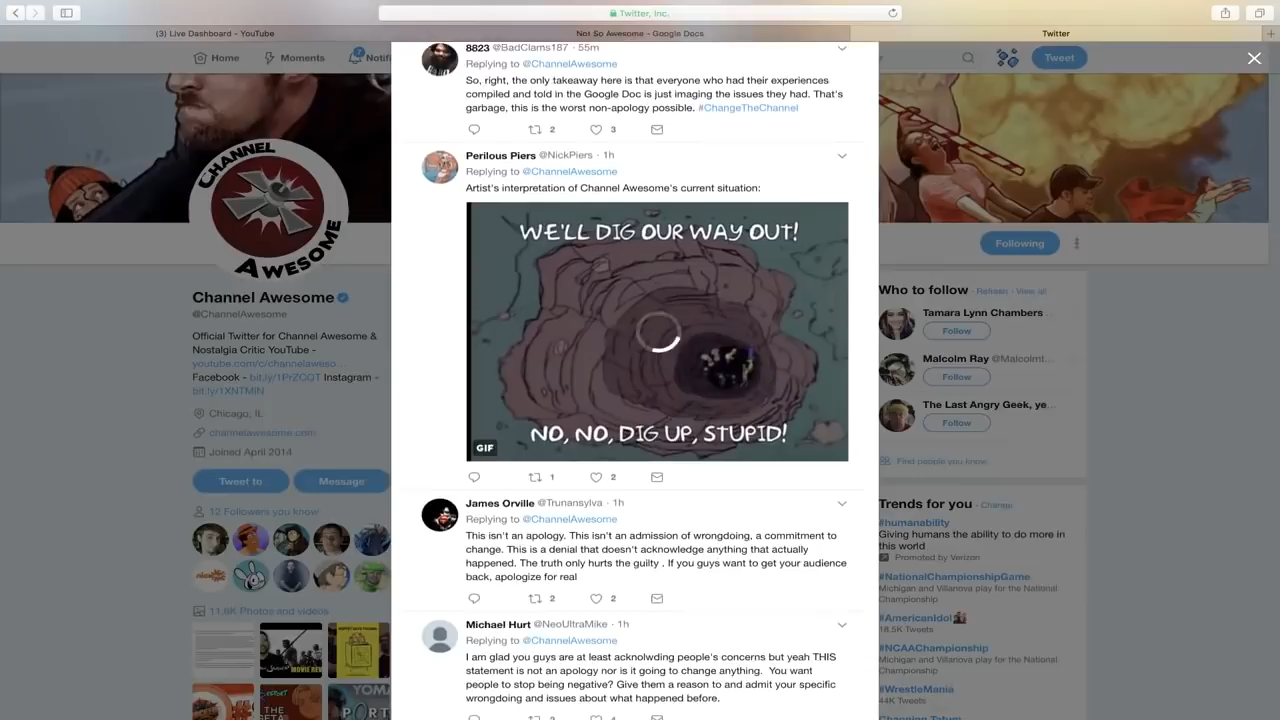 Twitter, Inc.
(3) Live Dashboard - YouTube
Not So Awesome - Google Docs
Twitter
Home
Moments
7
Notifi
Tweet
CHANNEL
AWESOME
Following
Channel Awesome
@ChannelAwesome
Official Twitter for Channel Awesome &
Nostalgia Critic YouTube -
youtube.com/c/channelaweso...
Facebook - bit.ly/1PrZCQT Instagram -
bit.ly/1XNTMiN
Chicago, IL
channelawesome.com
Joined April 2014
Tweet to
Message
12 Followers you know
11.8K Photos and videos
8823 @BadClams187 · 55m
Replying to @ChannelAwesome
So, right, the only takeaway here is that everyone who had their experiences
compiled and told in the Google Doc is just imaging the issues they had. That's
garbage, this is the worst non-apology possible. #ChangeTheChannel
2
3
Perilous Piers @NickPiers · 1h
Replying to @ChannelAwesome
Artist's interpretation of Channel Awesome's current situation:
WE'LL DIG OUR WAY OUT!
NO, NO, DIG UP, STUPID!
GIF
1
2
James Orville @Trunansylva · 1h
Replying to @ChannelAwesome
This isn't an apology. This isn't an admission of wrongdoing, a commitment to
change. This is a denial that doesn't acknowledge anything that actually
happened. The truth only hurts the guilty . If you guys want to get your audience
back, apologize for real
2
2
Michael Hurt @NeoUltraMike · 1h
Replying to @ChannelAwesome
I am glad you guys are at least acknolwding people's concerns but yeah THIS
statement is not an apology nor is it going to change anything.  You want
people to stop being negative? Give them a reason to and admit your specific
wrongdoing and issues about what happened before.
Who to follow · Refresh · View all
Tamara Lynn Chambers
Follow
Malcolm Ray @Malcolmt...
Follow
The Last Angry Geek, ye...
Follow
Find people you know
Trends for you · Change
#humanability
Giving humans the ability to do more in
this world
Promoted by Verizon
#NationalChampionshipGame
Michigan and Villanova play for the National
Championship
#AmericanIdol
18.5K Tweets
#NCAAChampionship
Michigan and Villanova play for the National
Championship
#WrestleMania
44K Tweets
Channing Tatum